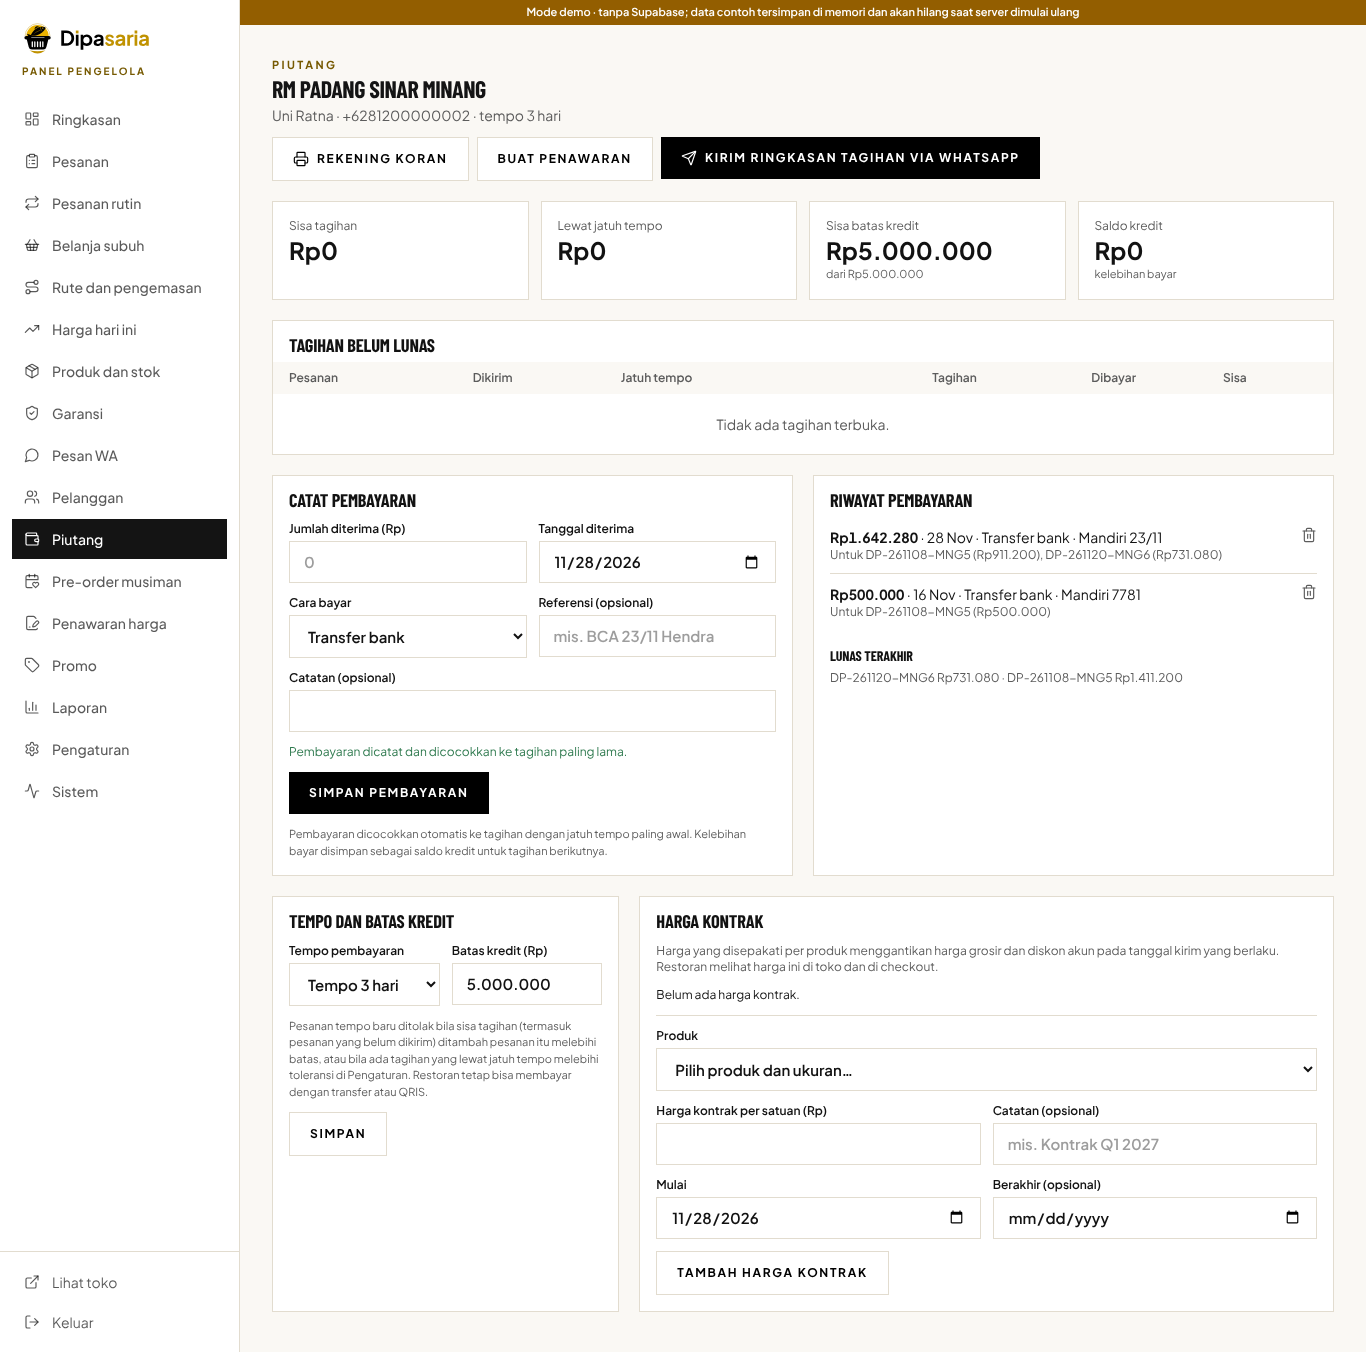 Mode demo · tanpa Supabase; data contoh tersimpan di memori dan akan hilang saat server dimulai ulang
Dipasaria
PANEL PENGELOLA
Ringkasan
Pesanan
Pesanan rutin
Belanja subuh
Rute dan pengemasan
Harga hari ini
Produk dan stok
Garansi
Pesan WA
Pelanggan
Piutang
Pre-order musiman
Penawaran harga
Promo
Laporan
Pengaturan
Sistem
Lihat toko
Keluar
PIUTANG
RM PADANG SINAR MINANG
Uni Ratna · +6281200000002 · tempo 3 hari
REKENING KORAN
BUAT PENAWARAN
KIRIM RINGKASAN TAGIHAN VIA WHATSAPP
Sisa tagihan
Rp0
Lewat jatuh tempo
Rp0
Sisa batas kredit
Rp5.000.000
dari Rp5.000.000
Saldo kredit
Rp0
kelebihan bayar
TAGIHAN BELUM LUNAS
Pesanan Dikirim Jatuh tempo Tagihan Dibayar Sisa
Tidak ada tagihan terbuka.
CATAT PEMBAYARAN
Jumlah diterima (Rp) Tanggal diterima
0 11/28/2026
Cara bayar Referensi (opsional)
Transfer bank mis. BCA 23/11 Hendra
Catatan (opsional)
Pembayaran dicatat dan dicocokkan ke tagihan paling lama.
SIMPAN PEMBAYARAN
Pembayaran dicocokkan otomatis ke tagihan dengan jatuh tempo paling awal. Kelebihan
bayar disimpan sebagai saldo kredit untuk tagihan berikutnya.
RIWAYAT PEMBAYARAN
Rp1.642.280 · 28 Nov · Transfer bank · Mandiri 23/11
Untuk DP-261108-MNG5 (Rp911.200), DP-261120-MNG6 (Rp731.080)
Rp500.000 · 16 Nov · Transfer bank · Mandiri 7781
Untuk DP-261108-MNG5 (Rp500.000)
LUNAS TERAKHIR
DP-261120-MNG6 Rp731.080 · DP-261108-MNG5 Rp1.411.200
TEMPO DAN BATAS KREDIT
Tempo pembayaran Batas kredit (Rp)
Tempo 3 hari 5.000.000
Pesanan tempo baru ditolak bila sisa tagihan (termasuk
pesanan yang belum dikirim) ditambah pesanan itu melebihi
batas, atau bila ada tagihan yang lewat jatuh tempo melebihi
toleransi di Pengaturan. Restoran tetap bisa membayar
dengan transfer atau QRIS.
SIMPAN
HARGA KONTRAK
Harga yang disepakati per produk menggantikan harga grosir dan diskon akun pada tanggal kirim yang berlaku.
Restoran melihat harga ini di toko dan di checkout.
Belum ada harga kontrak.
Produk
Pilih produk dan ukuran…
Harga kontrak per satuan (Rp) Catatan (opsional)
mis. Kontrak Q1 2027
Mulai Berakhir (opsional)
11/28/2026 mm/dd/yyyy
TAMBAH HARGA KONTRAK